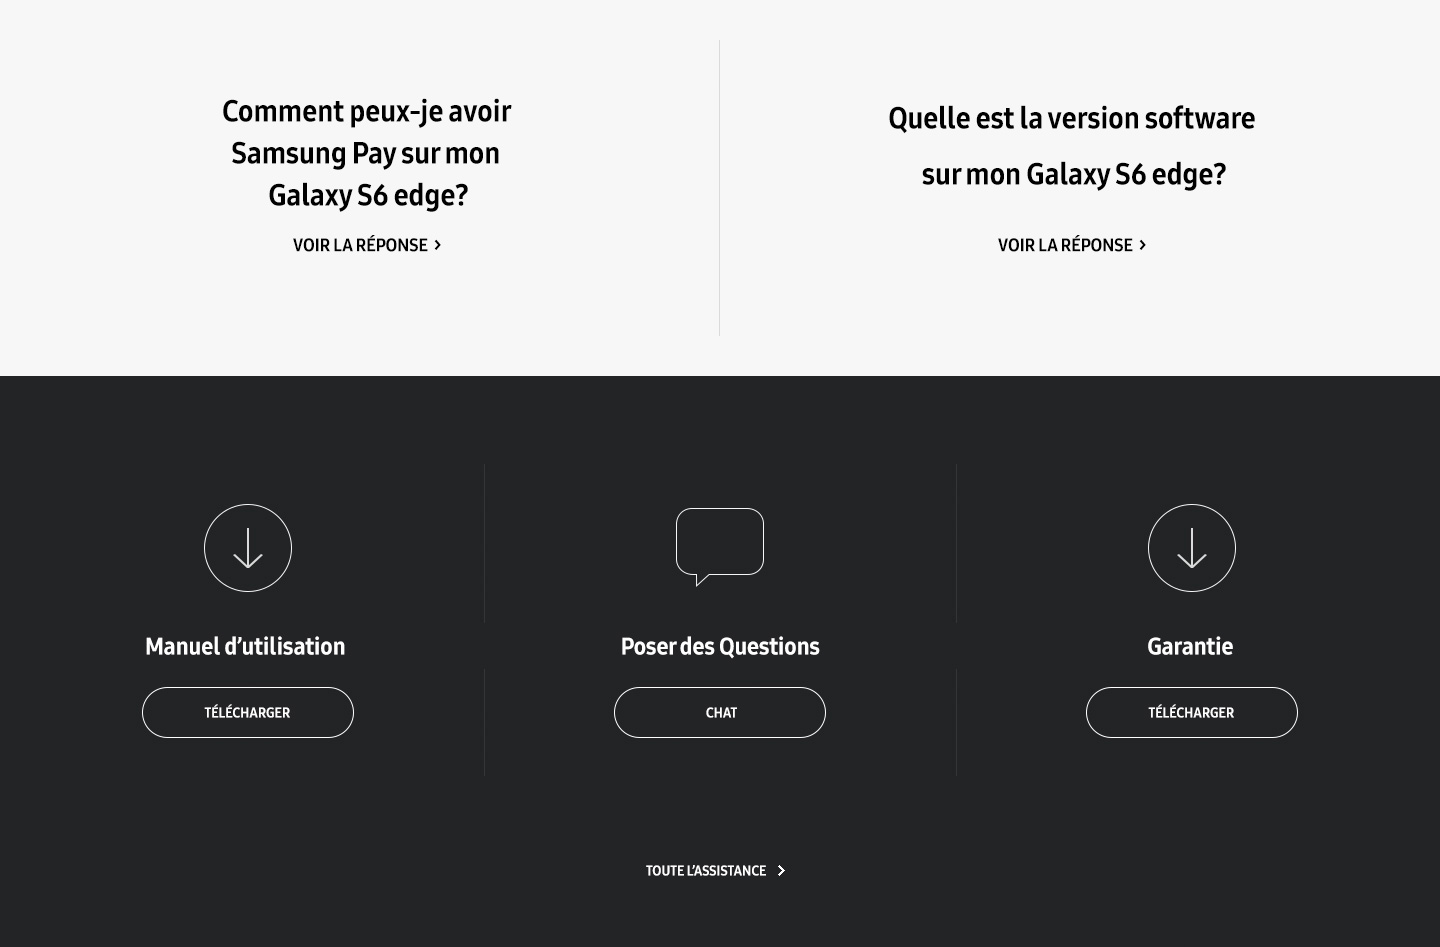 Comment peux-je avoir
Samsung Pay sur mon
Galaxy S6 edge?
VOIR LA RÉPONSE
Quelle est la version software
sur mon Galaxy S6 edge?
VOIR LA RÉPONSE
Manuel d’utilisation
TÉLÉCHARGER
Poser des Questions
CHAT
Garantie
TÉLÉCHARGER
TOUTE L’ASSISTANCE